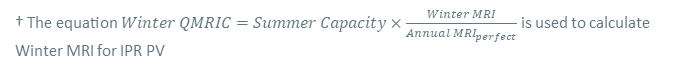 † The equation Winter QMRIC = Summer Capacity × Winter MRI / Annual MRIperfect is used to calculate
Winter MRI for IPR PV